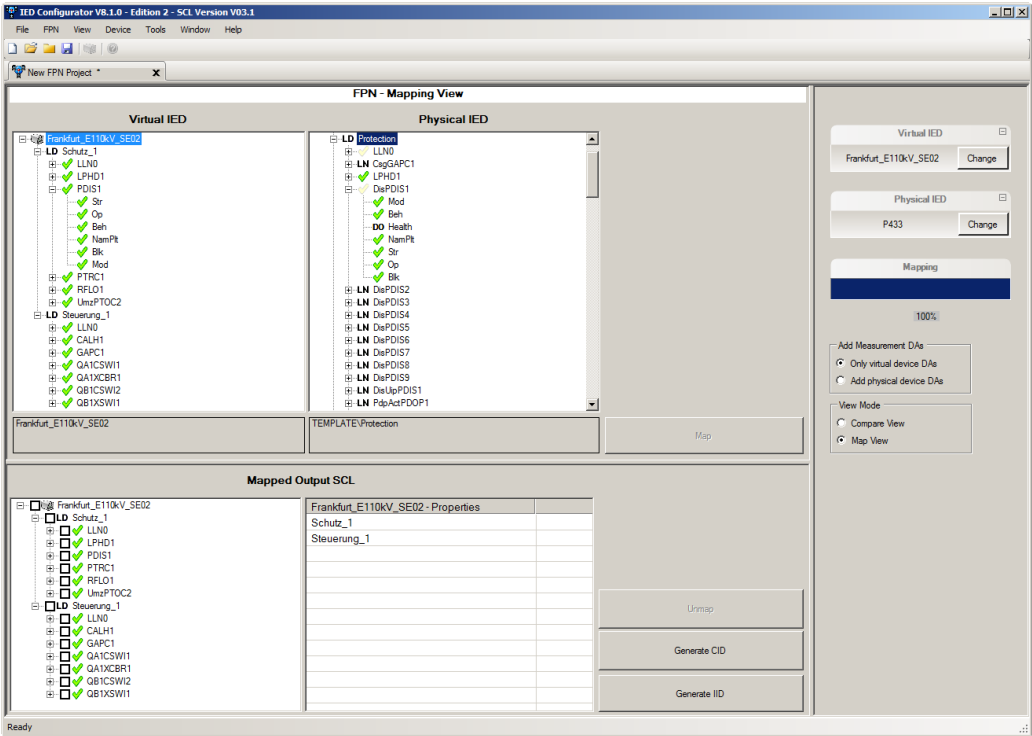 IED Configurator V8.1.0 - Edition 2 - SCL Version V03.1
File FPN View Device Tools Window Help
New FPN Project * x
FPN - Mapping View
Virtual IED
Frankfurt_E110kV_SE02
LD Schutz_1
LLN0
LPHD1
PDIS1
Str
Op
Beh
NamPlt
Blk
Mod
PTRC1
RFLO1
UmzPTOC2
LD Steuerung_1
LLN0
CALH1
GAPC1
QA1CSWI1
QA1XCBR1
QB1CSWI2
QB1XSWI1
Frankfurt_E110kV_SE02
Physical IED
LD Protection
LLN0
LN CsgGAPC1
LPHD1
DisPDIS1
Mod
Beh
DO Health
NamPlt
Str
Op
Blk
LN DisPDIS2
LN DisPDIS3
LN DisPDIS4
LN DisPDIS5
LN DisPDIS6
LN DisPDIS7
LN DisPDIS8
LN DisPDIS9
LN DisUipPDIS1
LN PdpActPDOP1
TEMPLATE\Protection
Map
Virtual IED
Frankfurt_E110kV_SE02 Change
Physical IED
P433 Change
Mapping
100%
Add Measurement DAs
Only virtual device DAs
Add physical device DAs
View Mode
Compare View
Map View
Mapped Output SCL
Frankfurt_E110kV_SE02
LD Schutz_1
LLN0
LPHD1
PDIS1
PTRC1
RFLO1
UmzPTOC2
LD Steuerung_1
LLN0
CALH1
GAPC1
QA1CSWI1
QA1XCBR1
QB1CSWI2
QB1XSWI1
Frankfurt_E110kV_SE02 - Properties
Schutz_1
Steuerung_1
Unmap
Generate CID
Generate IID
Ready